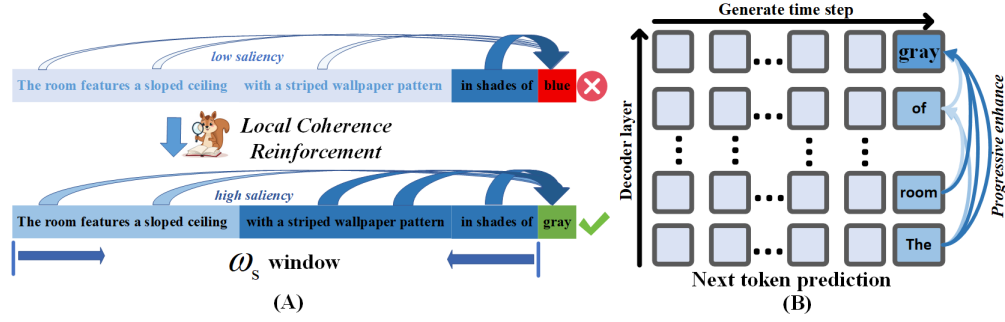 low saliency
The room features a sloped ceiling with a striped wallpaper pattern in shades of blue
Local Coherence
Reinforcement
high saliency
The room features a sloped ceiling with a striped wallpaper pattern in shades of gray
ωs window
(A)
Generate time step
Decoder layer
gray
of
room
The
Progressive enhance
Next token prediction
(B)